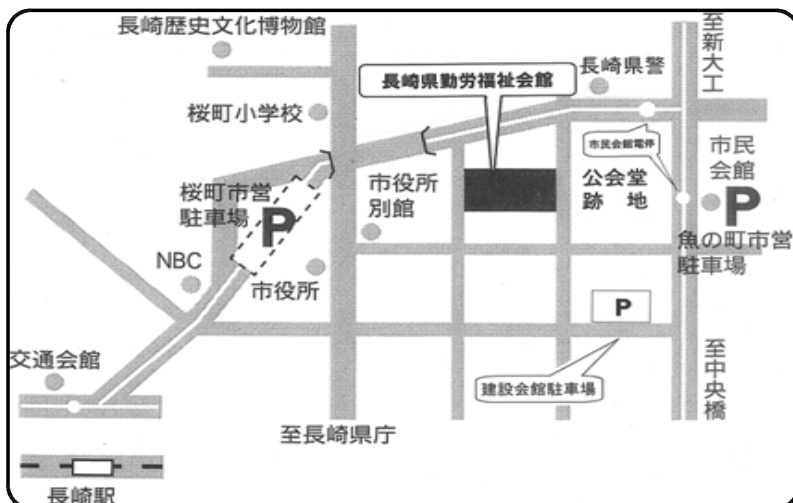 長崎歴史文化博物館
至新大工
長崎県勤労福祉会館
長崎県警
桜町小学校
市民会館電停
市民
会館
桜町市営
駐車場
P
市役所
別館
公会堂
跡 地
P
魚の町市営
駐車場
NBC
市役所
P
交通会館
建設会館駐車場
至中央橋
至長崎県庁
長崎駅